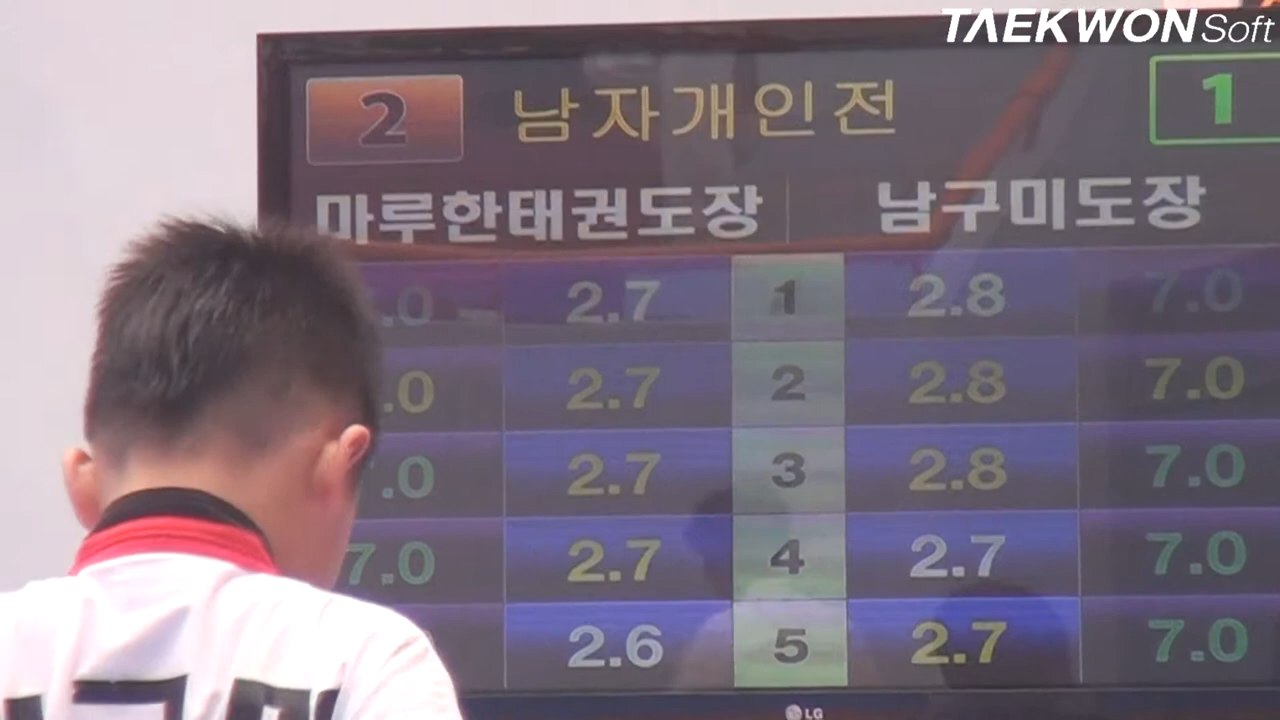 TAEKWON Soft
2 남자개인전 1
마루한태권도장 남구미도장
.0 2.7 1 2.8 7.0
.0 2.7 2 2.8 7.0
.0 2.7 3 2.8 7.0
7.0 2.7 4 2.7 7.0
2.6 5 2.7 7.0
LG